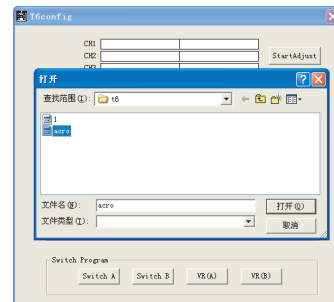 T6config
CH1
CH2
CH3
StartAdjust
打开
查找范围(I): t6
1
acro
文件名(N): acro 打开(O)
文件类型(T): 取消
Switch Program
Switch A Switch B VR(A) VR(B)